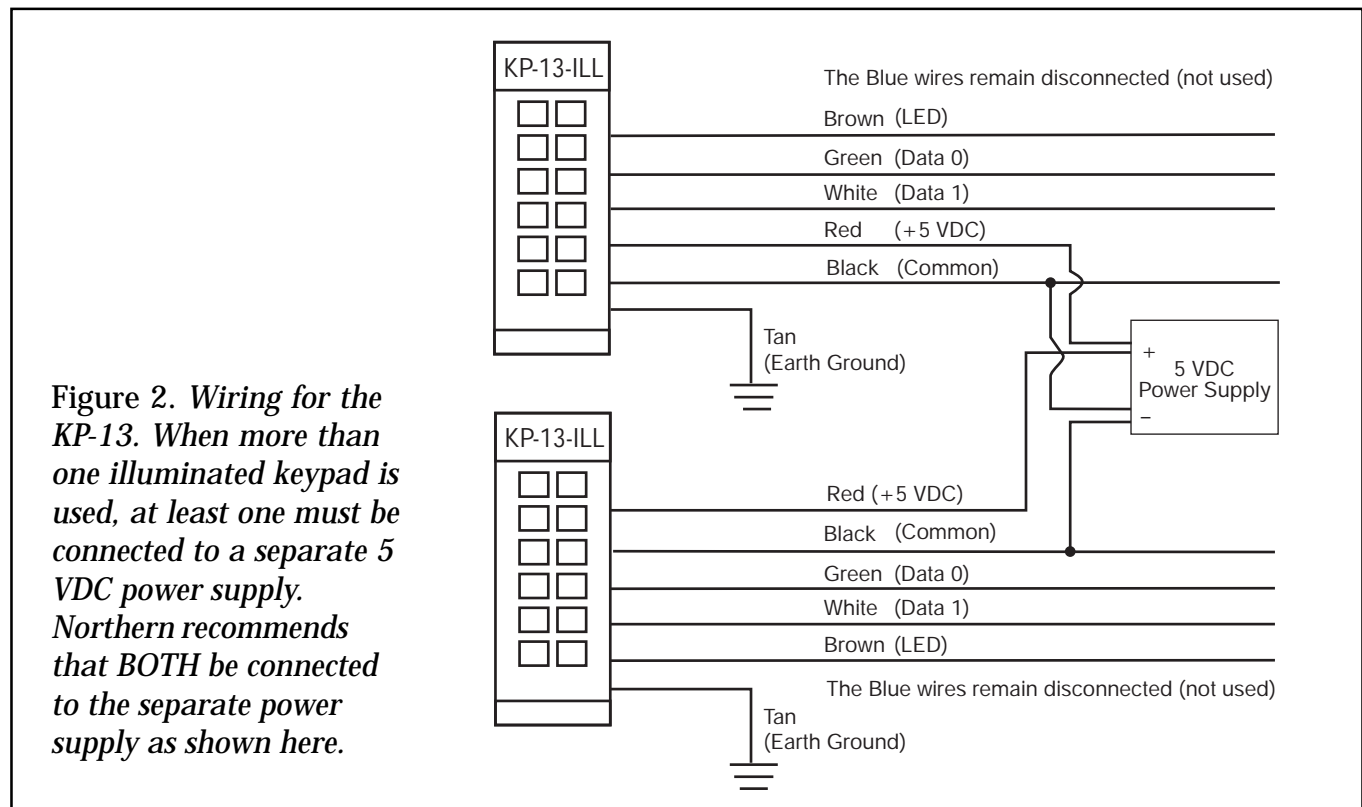 KP-13-ILL
The Blue wires remain disconnected (not used)
Brown (LED)
Green (Data 0)
White (Data 1)
Red (+5 VDC)
Black (Common)
Tan
(Earth Ground)
+
5 VDC
Power Supply
–
Figure 2. Wiring for the
KP-13. When more than
one illuminated keypad is
used, at least one must be
connected to a separate 5
VDC power supply.
Northern recommends
that BOTH be connected
to the separate power
supply as shown here.
KP-13-ILL
Red (+5 VDC)
Black (Common)
Green (Data 0)
White (Data 1)
Brown (LED)
The Blue wires remain disconnected (not used)
Tan
(Earth Ground)